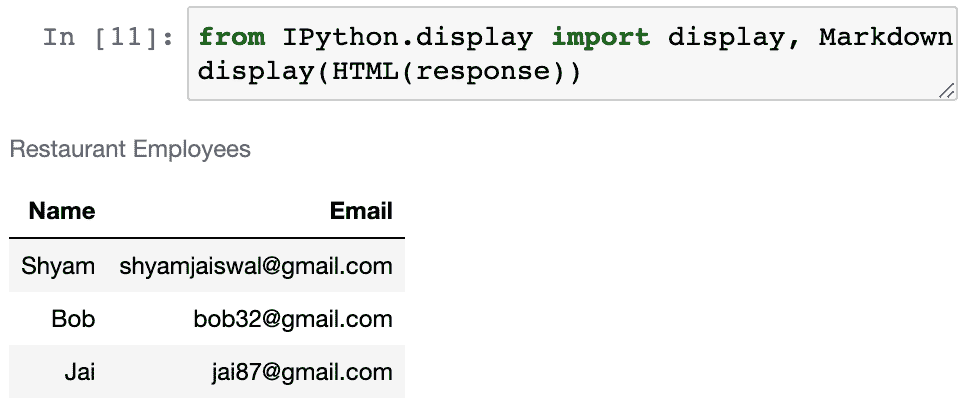 In [11]: from IPython.display import display, Markdown
display(HTML(response))
Restaurant Employees
Name Email
Shyam shyamjaiswal@gmail.com
Bob bob32@gmail.com
Jai jai87@gmail.com